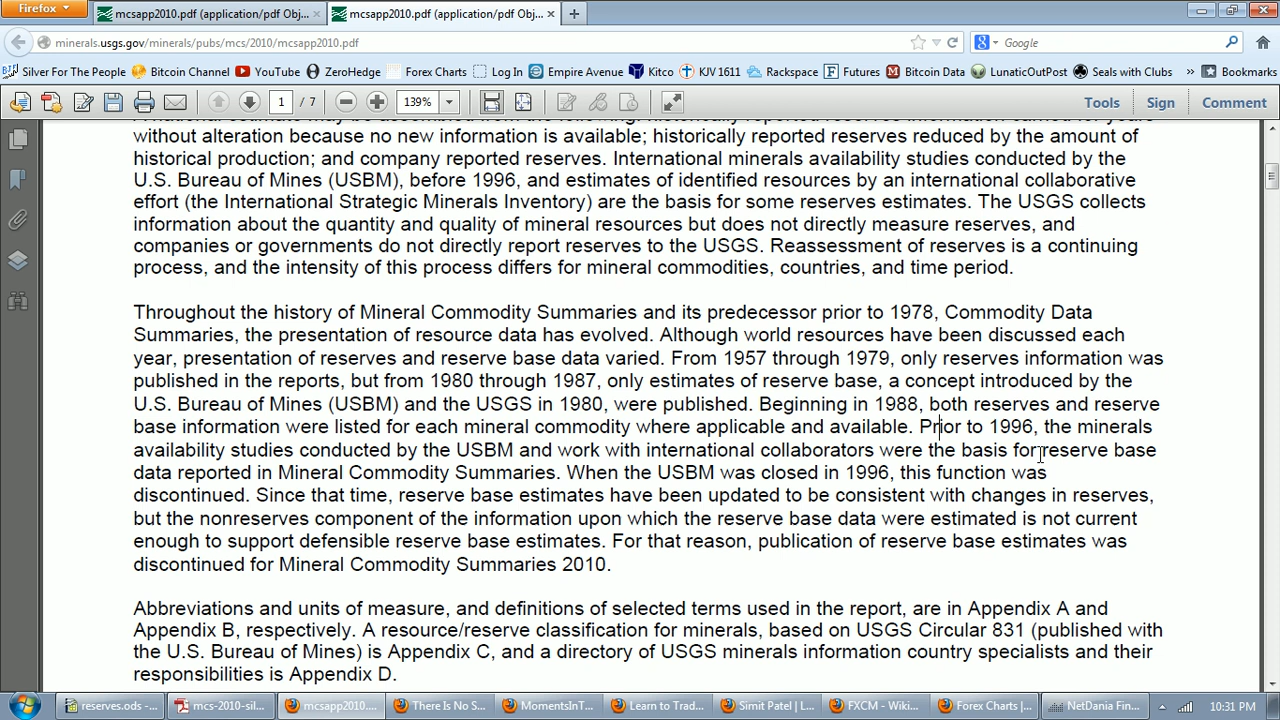 Firefox
mcsapp2010.pdf (application/pdf Obj...
mcsapp2010.pdf (application/pdf Obj...
minerals.usgs.gov/minerals/pubs/mcs/2010/mcsapp2010.pdf
Google
Silver For The People
Bitcoin Channel
YouTube
ZeroHedge
Forex Charts
Log In
Empire Avenue
Kitco
KJV 1611
Rackspace
Futures
Bitcoin Data
LunaticOutPost
Seals with Clubs
Bookmarks
1 / 7
139%
Tools
Sign
Comment
without alteration because no new information is available; historically reported reserves reduced by the amount of
historical production; and company reported reserves. International minerals availability studies conducted by the
U.S. Bureau of Mines (USBM), before 1996, and estimates of identified resources by an international collaborative
effort (the International Strategic Minerals Inventory) are the basis for some reserves estimates. The USGS collects
information about the quantity and quality of mineral resources but does not directly measure reserves, and
companies or governments do not directly report reserves to the USGS. Reassessment of reserves is a continuing
process, and the intensity of this process differs for mineral commodities, countries, and time period.
Throughout the history of Mineral Commodity Summaries and its predecessor prior to 1978, Commodity Data
Summaries, the presentation of resource data has evolved. Although world resources have been discussed each
year, presentation of reserves and reserve base data varied. From 1957 through 1979, only reserves information was
published in the reports, but from 1980 through 1987, only estimates of reserve base, a concept introduced by the
U.S. Bureau of Mines (USBM) and the USGS in 1980, were published. Beginning in 1988, both reserves and reserve
base information were listed for each mineral commodity where applicable and available. Prior to 1996, the minerals
availability studies conducted by the USBM and work with international collaborators were the basis for reserve base
data reported in Mineral Commodity Summaries. When the USBM was closed in 1996, this function was
discontinued. Since that time, reserve base estimates have been updated to be consistent with changes in reserves,
but the nonreserves component of the information upon which the reserve base data were estimated is not current
enough to support defensible reserve base estimates. For that reason, publication of reserve base estimates was
discontinued for Mineral Commodity Summaries 2010.
Abbreviations and units of measure, and definitions of selected terms used in the report, are in Appendix A and
Appendix B, respectively. A resource/reserve classification for minerals, based on USGS Circular 831 (published with
the U.S. Bureau of Mines) is Appendix C, and a directory of USGS minerals information country specialists and their
responsibilities is Appendix D.
reserves.ods - ...
mcs-2010-sil...
mcsapp2010....
There Is No S...
MomentsInT...
Learn to Trad...
Simit Patel | L...
FXCM - Wiki...
Forex Charts |...
NetDania Fin...
10:31 PM